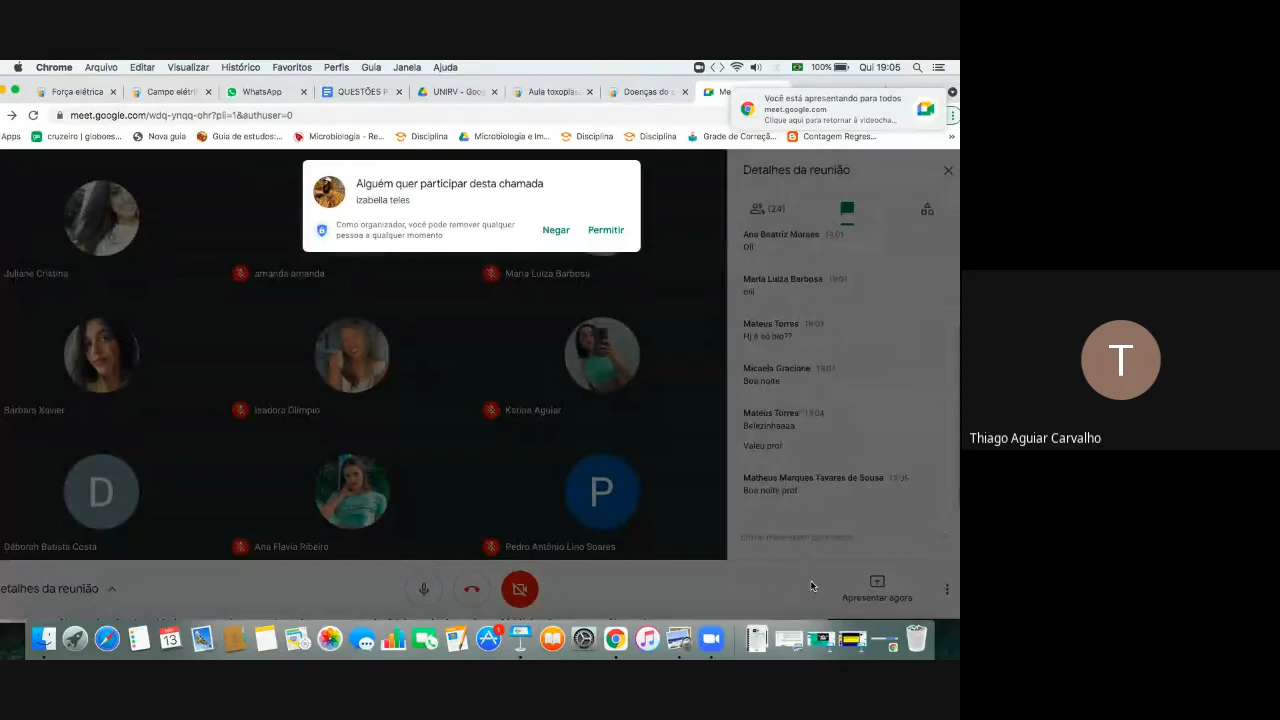 Chrome Arquivo Editar Visualizar Histórico Favoritos Perfis Guia Janela Ajuda 100% Qui 19:05
Força elétrica Campo elétri WhatsApp QUESTÕES P UNIRV - Goo Aula toxoplas Doenças do s Me
meet.google.com/wdq-ynqq-ohr?pli=1&authuser=0
Você está apresentando para todos
meet.google.com
Clique aqui para retornar à videocha...
Apps cruzeiro | globoes... Nova guia Guia de estudos:... Microbiologia - Re... Disciplina Microbiologia e Im... Disciplina Disciplina Grade de Correçã... Contagem Regres... »
Alguém quer participar desta chamada
izabella teles
Como organizador, você pode remover qualquer
pessoa a qualquer momento
Negar Permitir
Juliane Cristina
amanda amanda
Maria Luiza Barbosa
Bárbara Xavier
Isadora Olímpio
Karina Aguiar
D
P
Déborah Batista Costa
Ana Flavia Ribeiro
Pedro Antônio Lino Soares
Detalhes da reunião
(24)
Ana Beatriz Moraes 19:01
Oii
Maria Luiza Barbosa 19:01
oiii
Mateus Torres 19:01
Hj é só bio??
Micaela Graciane 19:01
Boa noite
Mateus Torres 19:04
Belezinhaaaa
Valeu prof
Matheus Marques Tavares de Sousa 19:05
Boa noite prof
etalhes da reunião
Apresentar agora
13
1
T
Thiago Aguiar Carvalho